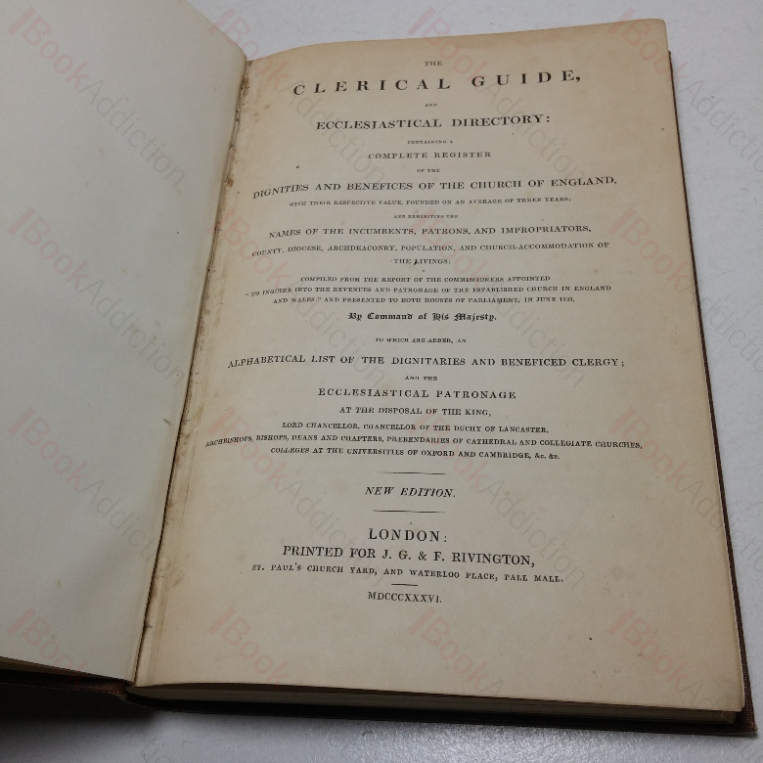 THE
CLERICAL GUIDE,
AND
ECCLESIASTICAL DIRECTORY:
CONTAINING A
COMPLETE REGISTER
OF THE
DIGNITIES AND BENEFICES OF THE CHURCH OF ENGLAND,
WITH THEIR RESPECTIVE VALUE, FOUNDED ON AN AVERAGE OF THREE YEARS;
AND EXHIBITING THE
NAMES OF THE INCUMBENTS, PATRONS, AND IMPROPRIATORS,
COUNTY, DIOCESE, ARCHDEACONRY, POPULATION, AND CHURCH-ACCOMMODATION OF
THE LIVINGS;
COMPILED FROM THE REPORT OF THE COMMISSIONERS APPOINTED
"TO INQUIRE INTO THE REVENUES AND PATRONAGE OF THE ESTABLISHED CHURCH IN ENGLAND
AND WALES," AND PRESENTED TO BOTH HOUSES OF PARLIAMENT, IN JUNE
By Command of His Majesty.
TO WHICH ARE ADDED, AN
ALPHABETICAL LIST OF THE DIGNITARIES AND BENEFICED CLERGY;
AND THE
ECCLESIASTICAL PATRONAGE
AT THE DISPOSAL OF THE KING,
LORD CHANCELLOR, CHANCELLOR OF THE DUCHY OF LANCASTER,
ARCHBISHOPS, BISHOPS, DEANS AND CHAPTERS, PREBENDARIES OF CATHEDRAL AND COLLEGIATE CHURCHES,
COLLEGES AT THE UNIVERSITIES OF OXFORD AND CAMBRIDGE, &c. &c.
NEW EDITION.
LONDON:
PRINTED FOR J. G. & F. RIVINGTON,
ST. PAUL'S CHURCH YARD, AND WATERLOO PLACE, PALL MALL.
MDCCCXXXVI.
BookAddiction